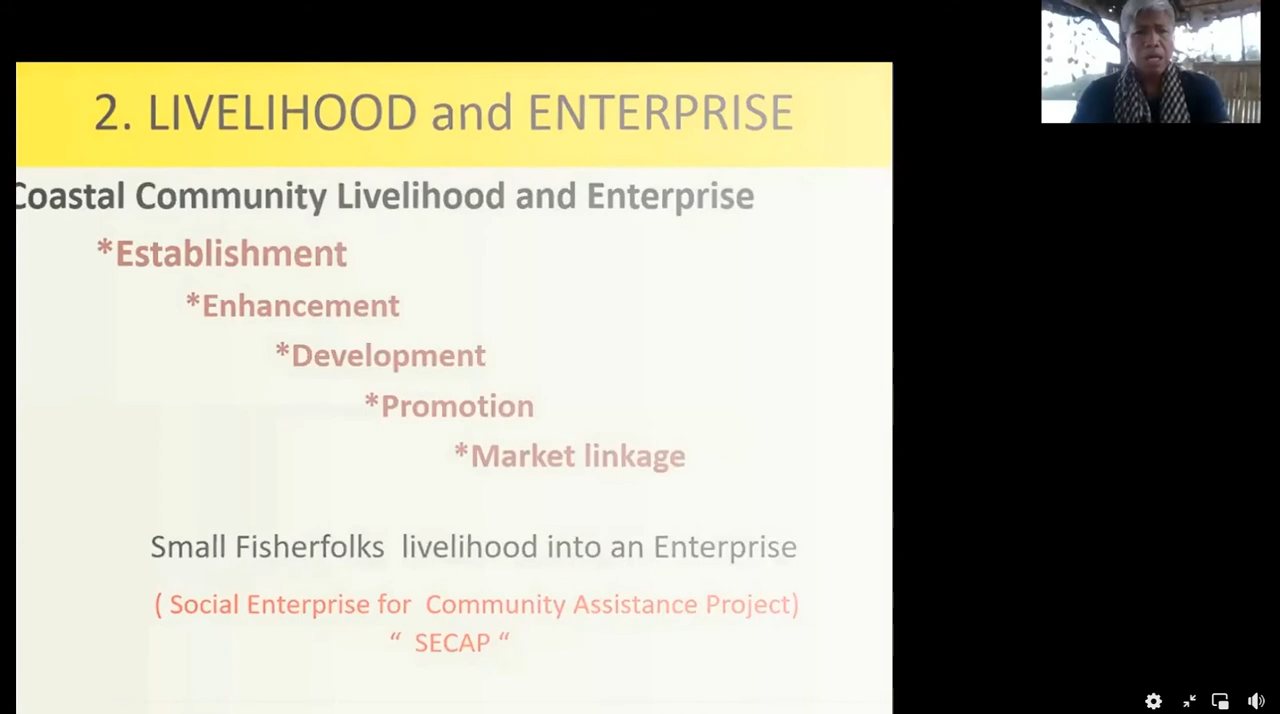 2. LIVELIHOOD and ENTERPRISE
Coastal Community Livelihood and Enterprise
*Establishment
*Enhancement
*Development
*Promotion
*Market linkage
Small Fisherfolks livelihood into an Enterprise
( Social Enterprise for Community Assistance Project)
“ SECAP “